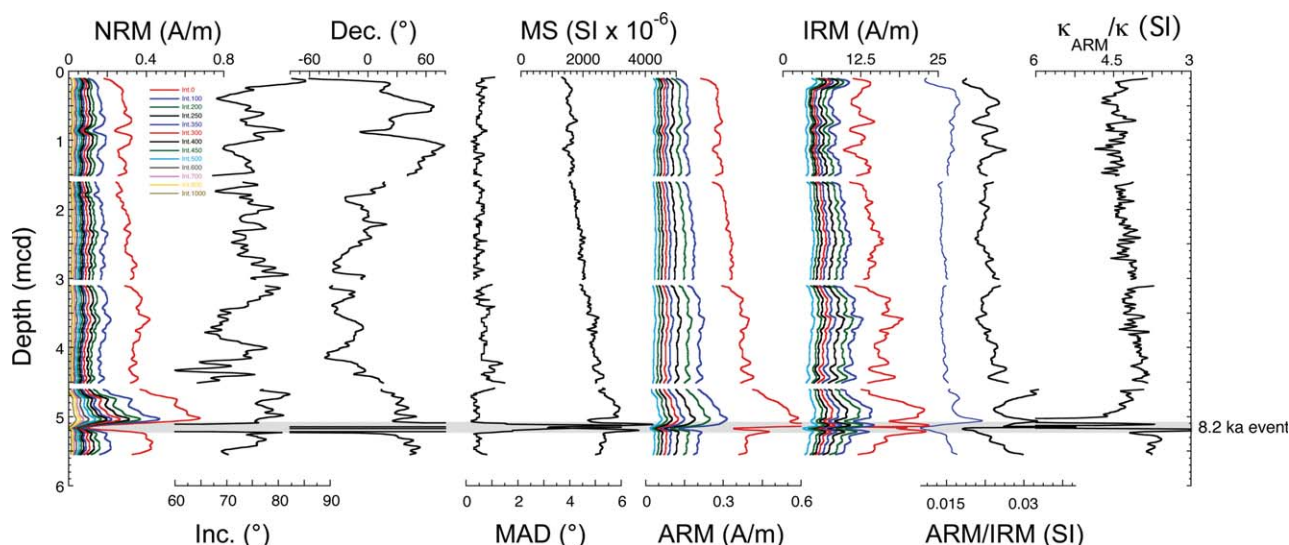 NRM (A/m) Dec. (°) MS (SI x 10-6) IRM (A/m) κARM/κ (SI)
0 0.4 0.8 -60 0 60 0 2000 4000 0 12.5 25 6 4.5 3
0
1
2
3
4
5
6
Depth (mcd)
Int.0
Int.100
Int.200
Int.250
Int.350
Int.300
Int.400
Int.450
Int.500
Int.600
Int.700
Int.1000
8.2 ka event
60 70 80 90 0 2 4 6 0 0.3 0.6 0.015 0.03
Inc. (°) MAD (°) ARM (A/m) ARM/IRM (SI)